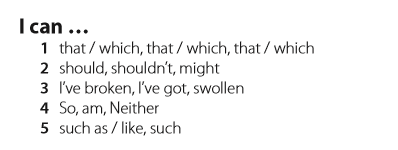 I can …
1 that / which, that / which, that / which
2 should, shouldn’t, might
3 I’ve broken, I’ve got, swollen
4 So, am, Neither
5 such as / like, such